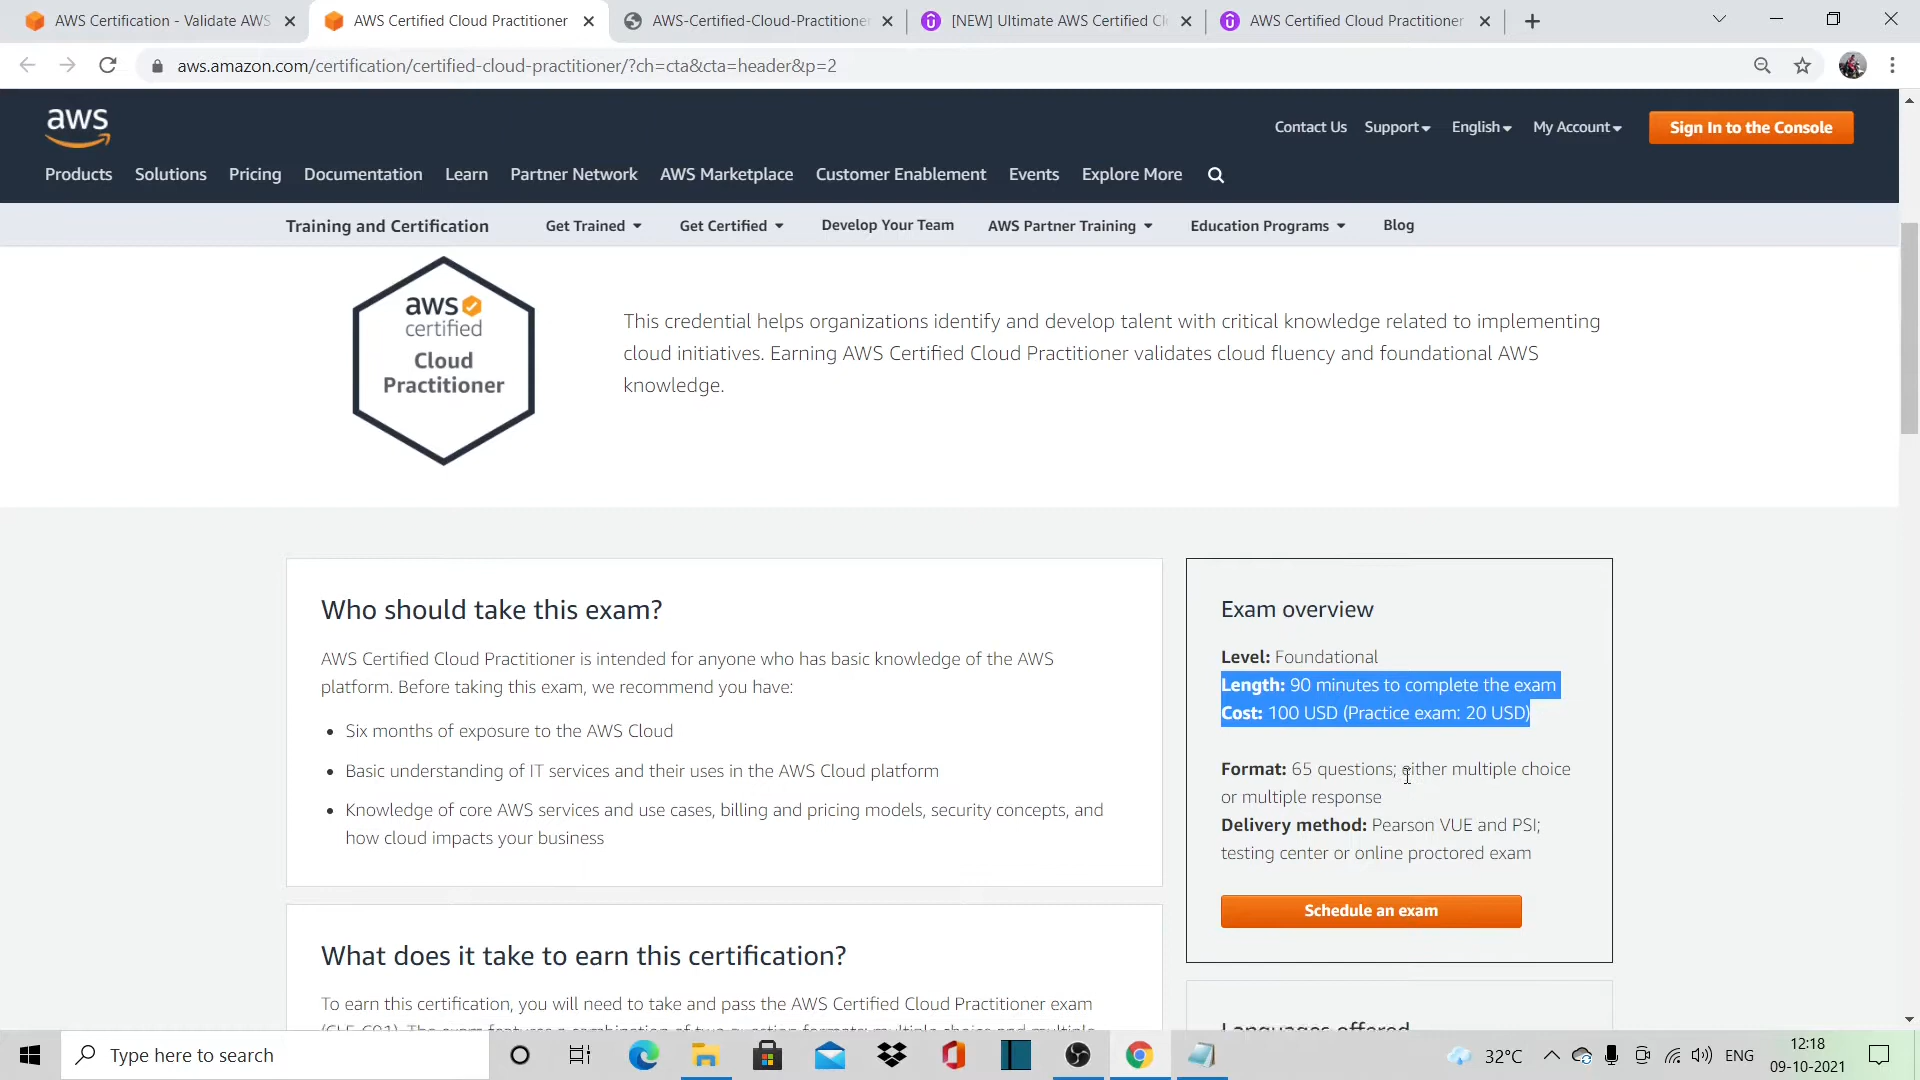 AWS Certification - Validate AWS
AWS Certified Cloud Practitioner
AWS-Certified-Cloud-Practitioner
[NEW] Ultimate AWS Certified Cl
AWS Certified Cloud Practitioner
aws.amazon.com/certification/certified-cloud-practitioner/?ch=cta&cta=header&p=2
aws
Contact Us Support English My Account Sign In to the Console
Products Solutions Pricing Documentation Learn Partner Network AWS Marketplace Customer Enablement Events Explore More
Training and Certification Get Trained Get Certified Develop Your Team AWS Partner Training Education Programs Blog
aws
certified
Cloud
Practitioner
This credential helps organizations identify and develop talent with critical knowledge related to implementing
cloud initiatives. Earning AWS Certified Cloud Practitioner validates cloud fluency and foundational AWS
knowledge.
Who should take this exam?
AWS Certified Cloud Practitioner is intended for anyone who has basic knowledge of the AWS
platform. Before taking this exam, we recommend you have:
• Six months of exposure to the AWS Cloud
• Basic understanding of IT services and their uses in the AWS Cloud platform
• Knowledge of core AWS services and use cases, billing and pricing models, security concepts, and
how cloud impacts your business
What does it take to earn this certification?
To earn this certification, you will need to take and pass the AWS Certified Cloud Practitioner exam
Exam overview
Level: Foundational
Length: 90 minutes to complete the exam
Cost: 100 USD (Practice exam: 20 USD)
Format: 65 questions; either multiple choice
or multiple response
Delivery method: Pearson VUE and PSI;
testing center or online proctored exam
Schedule an exam
Languages offered
Type here to search
32°C
ENG
12:18
09-10-2021